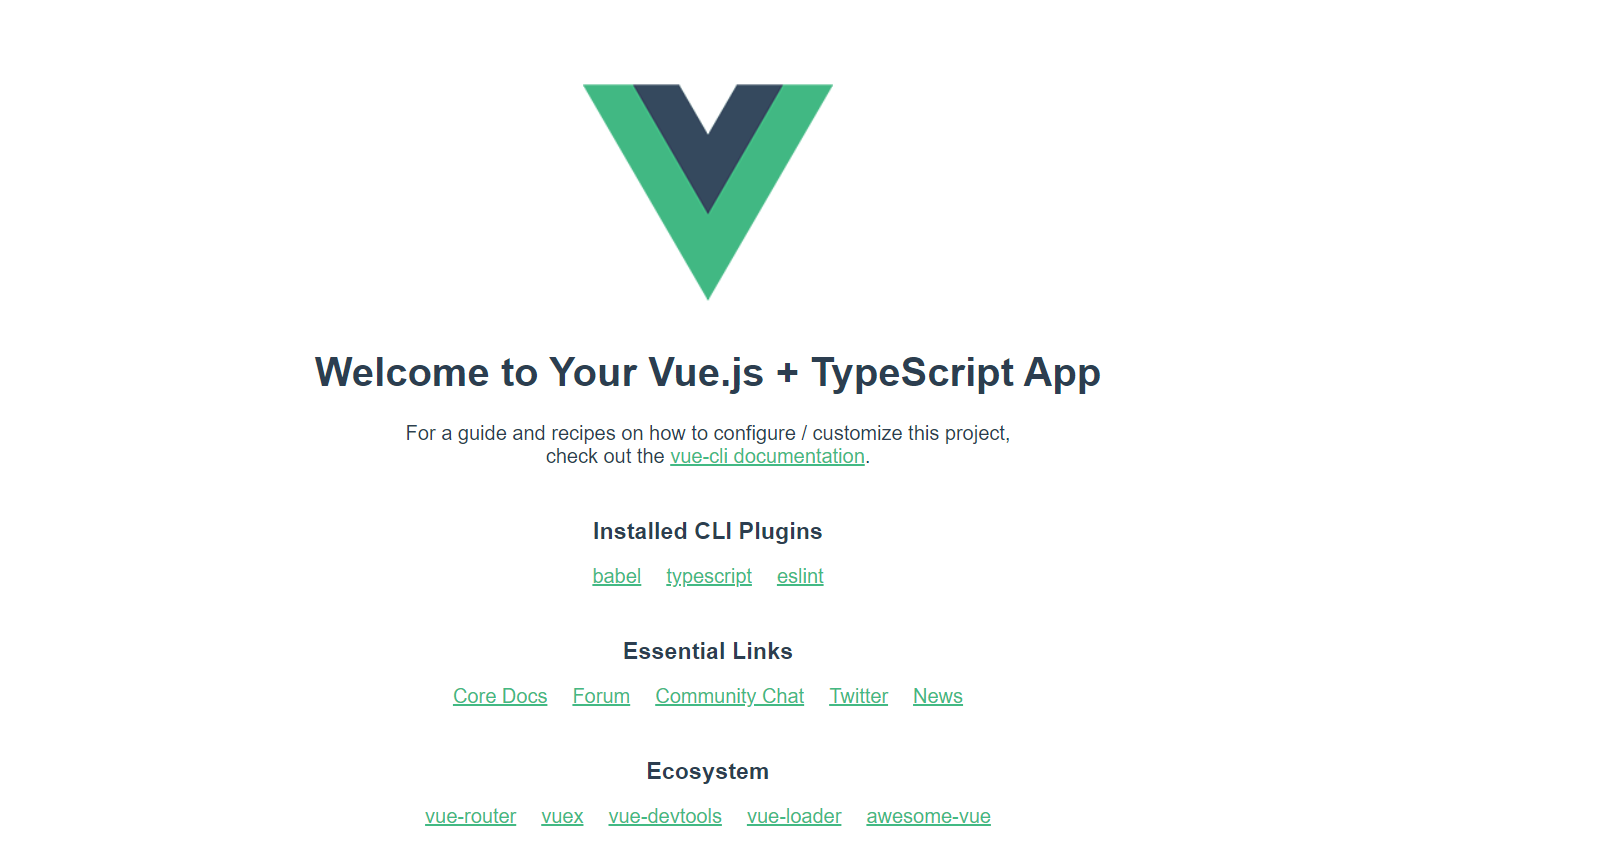 Welcome to Your Vue.js + TypeScript App
For a guide and recipes on how to configure / customize this project,
check out the vue-cli documentation.
Installed CLI Plugins
babel typescript eslint
Essential Links
Core Docs Forum Community Chat Twitter News
Ecosystem
vue-router vuex vue-devtools vue-loader awesome-vue